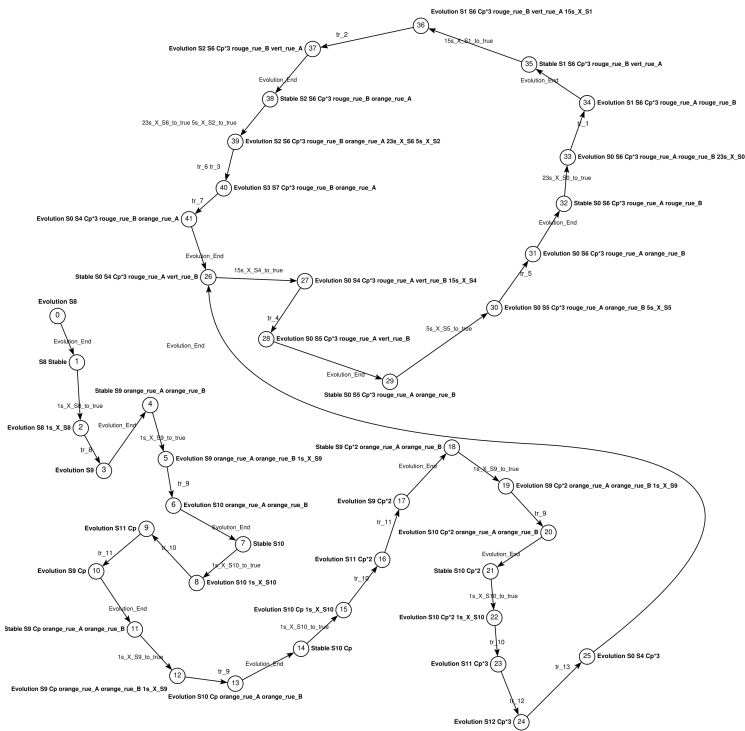 Evolution S1 S6 Cp*3 rouge_rue_B vert_rue_A 15s_X_S1
36
tr_2
15s_X_S1_to_true
Evolution S2 S6 Cp*3 rouge_rue_B vert_rue_A
37
35
Stable S1 S6 Cp*3 rouge_rue_B vert_rue_A
Evolution_End
Evolution_End
38
Stable S2 S6 Cp*3 rouge_rue_B orange_rue_A
34
Evolution S1 S6 Cp*3 rouge_rue_A rouge_rue_B
23s_X_S6_to_true 5s_X_S2_to_true
tr_1
39
Evolution S2 S6 Cp*3 rouge_rue_B orange_rue_A 23s_X_S6 5s_X_S2
33
Evolution S0 S6 Cp*3 rouge_rue_A rouge_rue_B 23s_X_S0
tr_6 tr_3
23s_X_S0_to_true
40
Evolution S3 S7 Cp*3 rouge_rue_B orange_rue_A
tr_7
32
Stable S0 S6 Cp*3 rouge_rue_A rouge_rue_B
Evolution S0 S4 Cp*3 rouge_rue_B orange_rue_A
41
Evolution_End
Evolution_End
31
Evolution S0 S6 Cp*3 rouge_rue_A orange_rue_B
15s_X_S4_to_true
tr_5
Stable S0 S4 Cp*3 rouge_rue_A vert_rue_B
26
27
Evolution S0 S4 Cp*3 rouge_rue_A vert_rue_B 15s_X_S4
Evolution S8
0
30
Evolution S0 S5 Cp*3 rouge_rue_A orange_rue_B 5s_X_S5
tr_4
5s_X_S5_to_true
28
Evolution S0 S5 Cp*3 rouge_rue_A vert_rue_B
Evolution_End
Evolution_End
S8 Stable
1
Evolution_End
29
Stable S0 S5 Cp*3 rouge_rue_A orange_rue_B
Stable S9 orange_rue_A orange_rue_B
4
1s_X_S8_to_true
Evolution S8 1s_X_S8
2
Evolution_End
1s_X_S9_to_true
tr_8
Stable S9 Cp*2 orange_rue_A orange_rue_B
18
5
Evolution S9 orange_rue_A orange_rue_B 1s_X_S9
Evolution S9
3
Evolution_End
1s_X_S9_to_true
tr_9
19
Evolution S9 Cp*2 orange_rue_A orange_rue_B 1s_X_S9
Evolution S9 Cp*2
17
6
Evolution S10 orange_rue_A orange_rue_B
tr_9
tr_11
Evolution S11 Cp
9
Evolution_End
Evolution S10 Cp*2 orange_rue_A orange_rue_B
20
7
Stable S10
tr_10
tr_11
Evolution_End
Evolution S11 Cp*2
16
1s_X_S10_to_true
Evolution S9 Cp
10
Stable S10 Cp*2
21
8
Evolution S10 1s_X_S10
tr_10
1s_X_S10_to_true
Evolution_End
Evolution S10 Cp 1s_X_S10
15
Evolution S10 Cp*2 1s_X_S10
22
1s_X_S10_to_true
Stable S9 Cp orange_rue_A orange_rue_B
11
tr_10
14
Stable S10 Cp
1s_X_S9_to_true
Evolution_End
Evolution S11 Cp*3
23
25
Evolution S0 S4 Cp*3
tr_13
tr_9
12
13
Evolution S9 Cp orange_rue_A orange_rue_B 1s_X_S9
Evolution S10 Cp orange_rue_A orange_rue_B
tr_12
Evolution S12 Cp*3
24